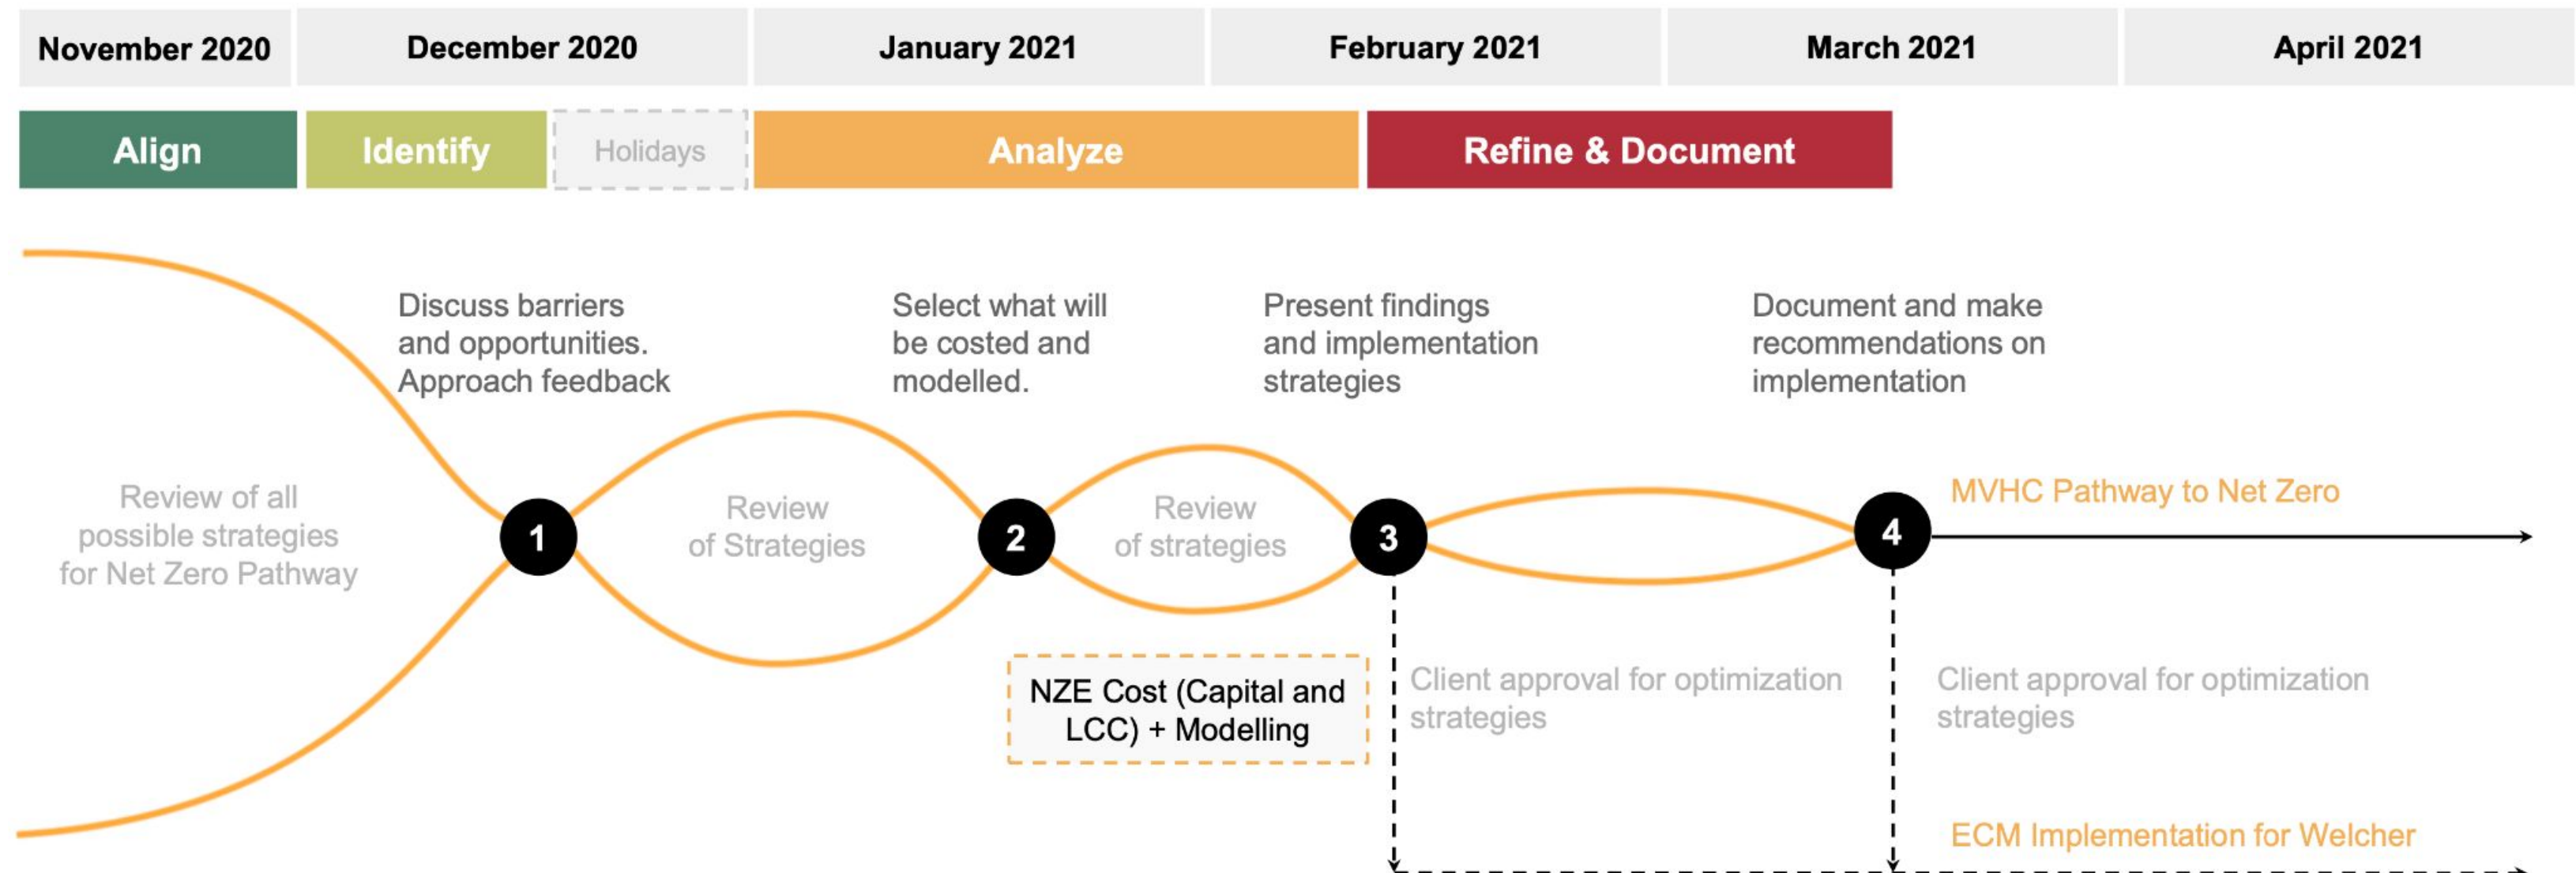 November 2020
December 2020
January 2021
February 2021
March 2021
April 2021
Align
Identify
Holidays
Analyze
Refine & Document
Discuss barriers
and opportunities.
Approach feedback
Select what will
be costed and
modelled.
Present findings
and implementation
strategies
Document and make
recommendations on
implementation
Review of all
possible strategies
for Net Zero Pathway
1
Review
of Strategies
2
Review
of strategies
3
4
MVHC Pathway to Net Zero
NZE Cost (Capital and
LCC) + Modelling
Client approval for optimization
strategies
Client approval for optimization
strategies
ECM Implementation for Welcher